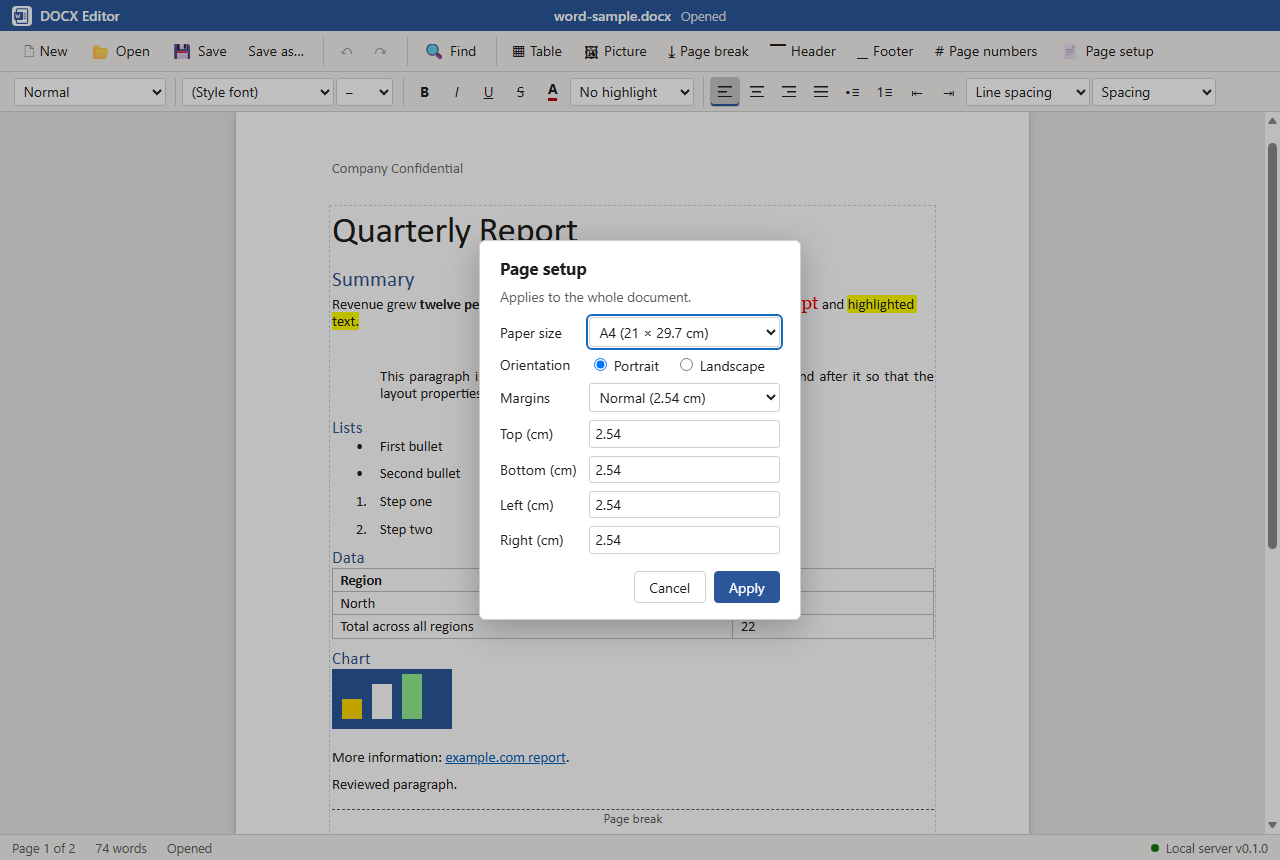 DOCX Editor
word-sample.docx Opened
New Open Save Save as... Find Table Picture Page break Header Footer # Page numbers Page setup
Normal (Style font) – B I U S A No highlight Line spacing Spacing
Company Confidential
Quarterly Report
Summary
Revenue grew twelve pe
pt and highlighted
text.
This paragraph i
nd after it so that the
layout properties
Lists
• First bullet
• Second bullet
1. Step one
2. Step two
Data
Region
North
Total across all regions 22
Chart
More information: example.com report.
Reviewed paragraph.
Page break
Page setup
Applies to the whole document.
Paper size A4 (21 × 29.7 cm)
Orientation Portrait Landscape
Margins Normal (2.54 cm)
Top (cm) 2.54
Bottom (cm) 2.54
Left (cm) 2.54
Right (cm) 2.54
Cancel Apply
Page 1 of 2 74 words Opened
Local server v0.1.0